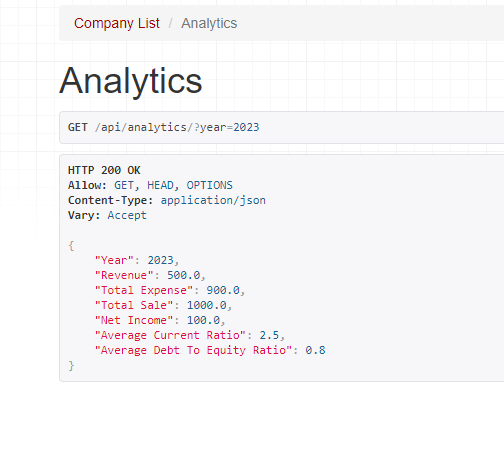 Company List / Analytics
Analytics
GET /api/analytics/?year=2023
HTTP 200 OK
Allow: GET, HEAD, OPTIONS
Content-Type: application/json
Vary: Accept
{
"Year": 2023,
"Revenue": 500.0,
"Total Expense": 900.0,
"Total Sale": 1000.0,
"Net Income": 100.0,
"Average Current Ratio": 2.5,
"Average Debt To Equity Ratio": 0.8
}